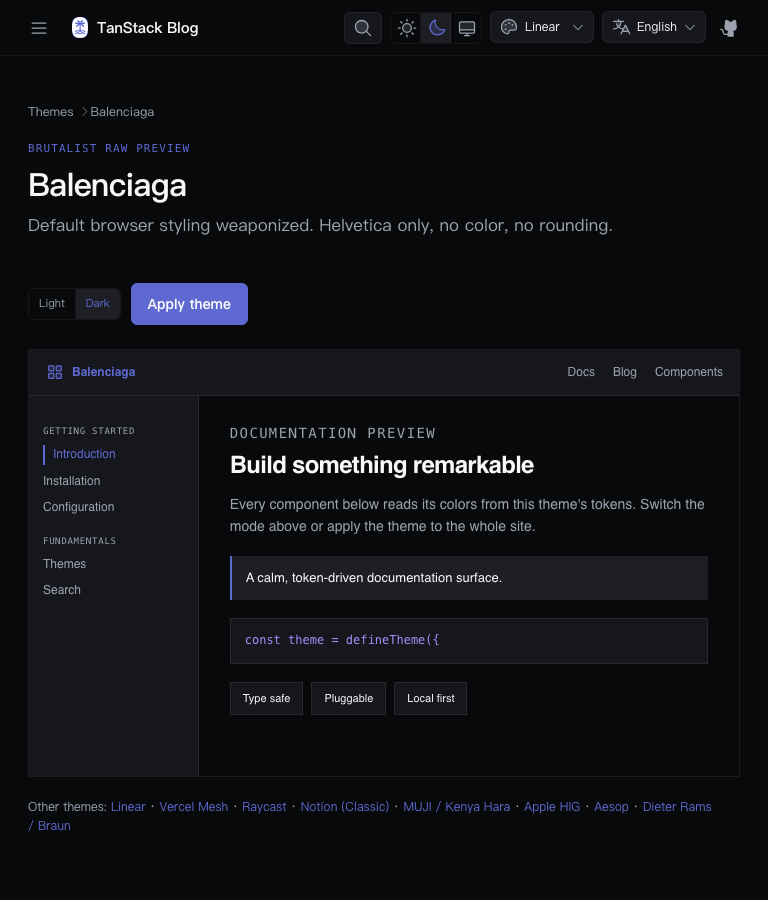 TanStack Blog
Linear
English
Themes
Balenciaga
BRUTALIST RAW PREVIEW
Balenciaga
Default browser styling weaponized. Helvetica only, no color, no rounding.
Light
Dark
Apply theme
Balenciaga
Docs
Blog
Components
GETTING STARTED
Introduction
Installation
Configuration
FUNDAMENTALS
Themes
Search
DOCUMENTATION PREVIEW
Build something remarkable
Every component below reads its colors from this theme's tokens. Switch the
mode above or apply the theme to the whole site.
A calm, token-driven documentation surface.
const theme = defineTheme({
Type safe
Pluggable
Local first
Other themes: Linear · Vercel Mesh · Raycast · Notion (Classic) · MUJI / Kenya Hara · Apple HIG · Aesop · Dieter Rams
/ Braun